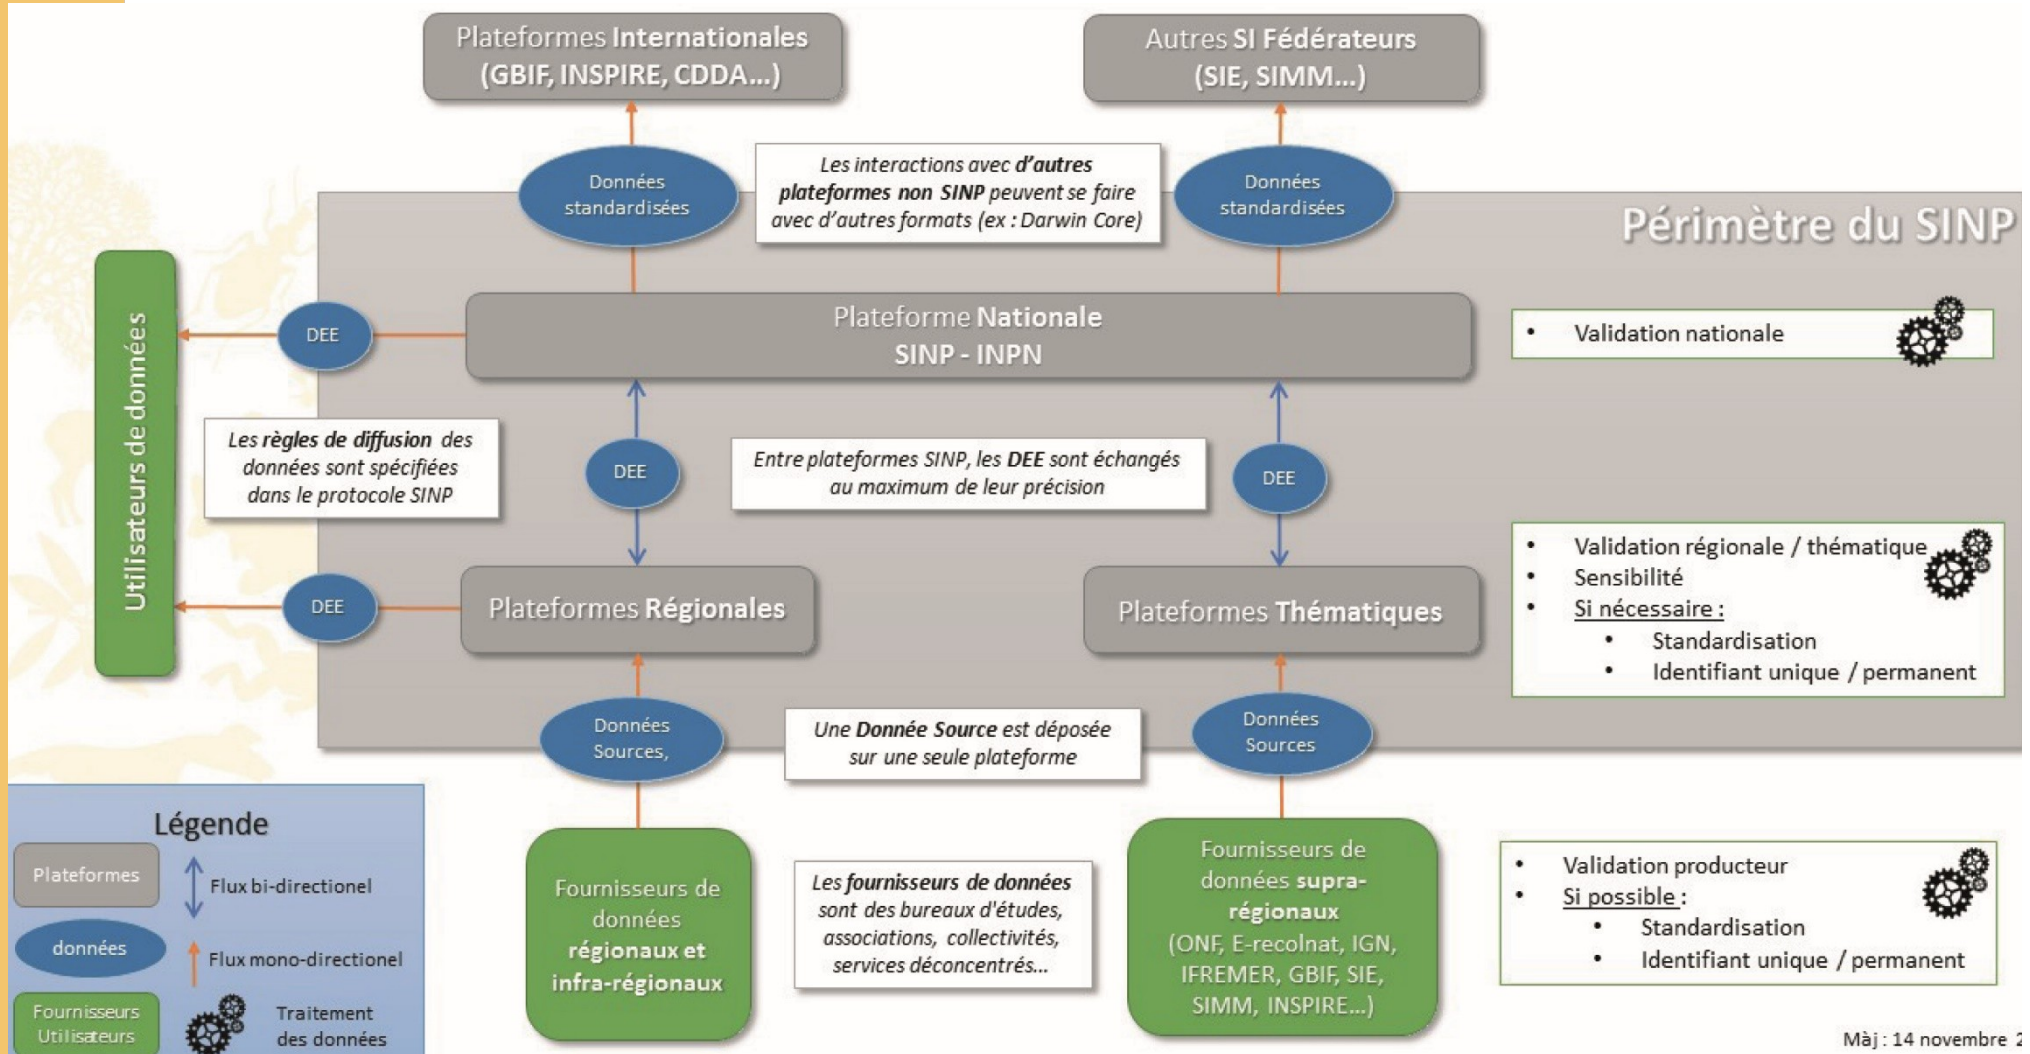 Plateformes Internationales
(GBIF, INSPIRE, CDDA...)
Autres SI Fédérateurs
(SIE, SIMM...)
Données
standardisées
Les interactions avec d'autres
plateformes non SINP peuvent se faire
avec d'autres formats (ex : Darwin Core)
Données
standardisées
Périmètre du SINP
Utilisateurs de données
DEE
Plateforme Nationale
SINP - INPN
• Validation nationale
Les règles de diffusion des
données sont spécifiées
dans le protocole SINP
DEE
Entre plateformes SINP, les DEE sont échangés
au maximum de leur précision
DEE
DEE
Plateformes Régionales
Plateformes Thématiques
• Validation régionale / thématique
• Sensibilité
• Si nécessaire :
• Standardisation
• Identifiant unique / permanent
Données
Sources,
Une Donnée Source est déposée
sur une seule plateforme
Données
Sources
Légende
Plateformes
Flux bi-directionel
données
Flux mono-directionel
Fournisseurs
Utilisateurs
Traitement
des données
Fournisseurs de
données
régionaux et
infra-régionaux
Les fournisseurs de données
sont des bureaux d'études,
associations, collectivités,
services déconcentrés...
Fournisseurs de
données supra-
régionaux
(ONF, E-recolnat, IGN,
IFREMER, GBIF, SIE,
SIMM, INSPIRE...)
• Validation producteur
• Si possible :
• Standardisation
• Identifiant unique / permanent
Màj : 14 novembre 2